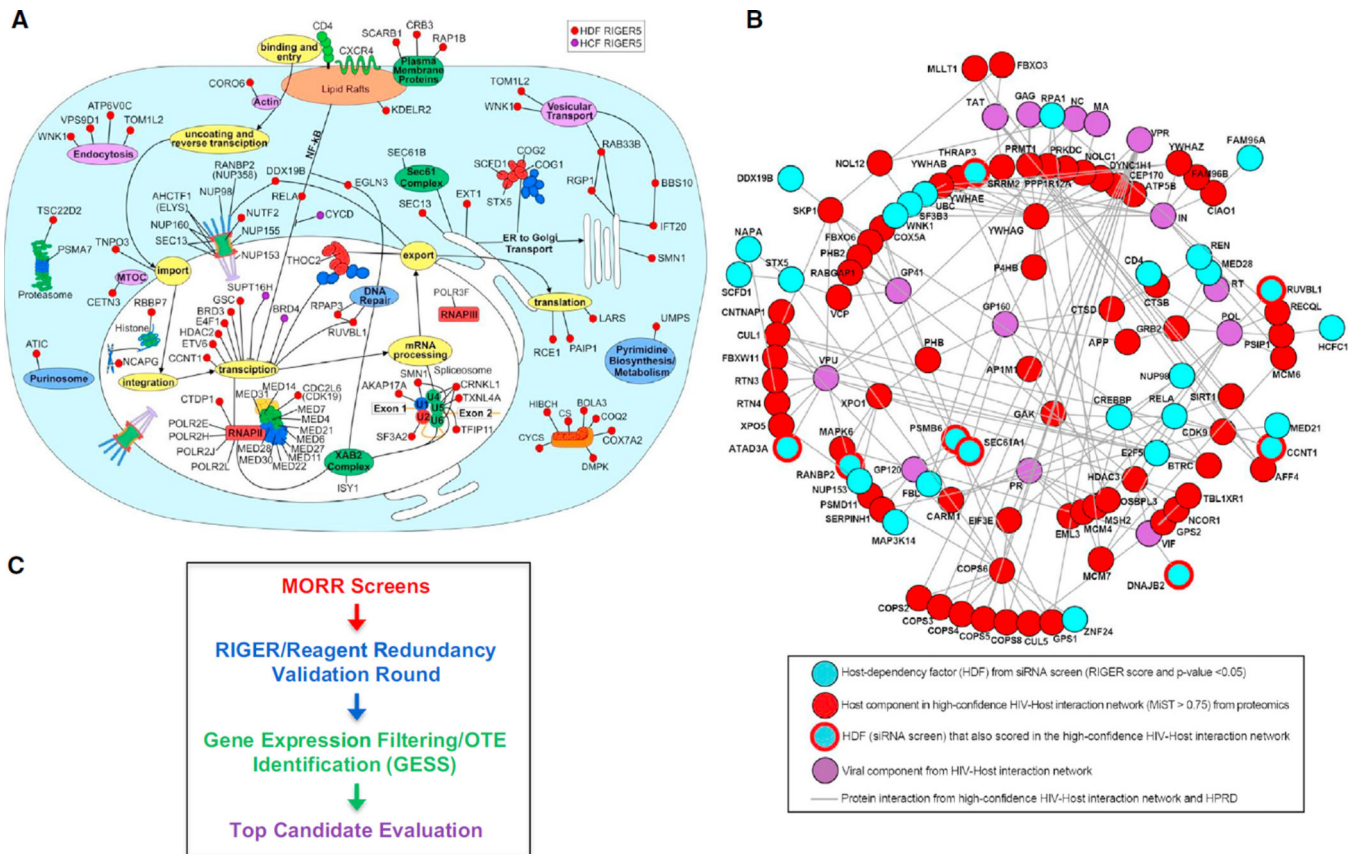 A
binding and
entry
CD4
CXCR4
SCARB1
CRB3
RAP1B
Plasma
Membrane
Proteins
Lipid Rafts
KDELR2
HDF RIGER5
HCF RIGER5
CORO6
Actin
ATP6V0C
VPS9D1
TOM1L2
WNK1
Endocytosis
uncoating and
reverse transcription
NF-kB
TOM1L2
WNK1
Vesicular
Transport
RAB33B
RGP1
BBS10
IFT20
SMN1
SEC61B
Sec61
Complex
SEC13
COG2
SCFD1
COG1
STX5
EXT1
ER to Golgi
Transport
RANBP2
(NUP358)
NUP98
AHCTF1
(ELYS)
NUP160
SEC13
DDX19B
RELA
EGLN3
CYCD
NUTF2
NUP155
NUP153
TSC22D2
PSMA7
Proteasome
TNPO3
import
MTOC
CETN3
RBBP7
Histone
NCAPG
integration
THOC2
export
SUPT16H
GSC
BRD3
E4F1
HDAC2
ETV6
CCNT1
BRD4
RPAP3
DNA
Repair
RUVBL1
POLR3F
RNAPIII
translation
LARS
RCE1
PAIP1
UMPS
Pyrimidine
Biosynthesis/
Metabolism
ATIC
Purinosome
transciption
mRNA
processing
Spliceosome
SMN1
AKAP17A
U4
U1
U5
U2
U6
CRNKL1
TXNL4A
TFIP11
Exon 1
Exon 2
SF3A2
CTDP1
MED14
MED31
CDC2L6
(CDK19)
MED7
MED4
MED21
MED6
MED27
MED11
MED22
MED28
MED30
RNAPII
POLR2E
POLR2H
POLR2J
POLR2L
XAB2
Complex
ISY1
HIBCH
CS
BOLA3
COQ2
CYCS
COX7A2
DMPK
B
MLLT1
FBXO3
TAT
GAG
RPA1
NC
MA
VPR
NOL12
YWHAB
THRAP3
PRMT1
PRKDC
NOLC1
DYNC1H1
CEP170
ATP5B
YWHAZ
FAM96A
FAM96B
CIAO1
DDX19B
SKP1
UBC
YWHAE
SRRM2
PPP1R12A
SF3B3
WNK1
COX5A
FBXO6
PHB2
RABGAP1
VCP
YWHAG
IN
NAPA
STX5
SCFD1
GP41
P4HB
CD4
REN
MED28
RT
CTSB
RUVBL1
RECQL
CNTNAP1
CUL1
FBXW11
RTN3
RTN4
XPO5
ATAD3A
VPU
GP160
PHB
CTSD
APP
GRB2
POL
PSIP1
HCFC1
MCM6
AP1M1
NUP98
XPO1
GAK
CREBBP
RELA
SIRT1
MAPK6
PSMB6
SEC61A1
CDK9
MED21
CCNT1
RANBP2
GP120
E2F5
BTRC
AFF4
NUP153
PR
HDAC3
PSMD11
SERPINH1
MAP3K14
CARM1
EIF3E
OSBPL3
TBL1XR1
NCOR1
GPS2
MSH2
MCM4
EML3
VIF
MCM7
DNAJB2
COPS6
COPS2
COPS3
COPS4
COPS5
COPS8
CUL5
GPS1
ZNF24
Host-dependency factor (HDF) from siRNA screen (RIGER score and p-value <0.05)
Host component in high-confidence HIV-Host interaction network (MiST > 0.75) from proteomics
HDF (siRNA screen) that also scored in the high-confidence HIV-Host interaction network
Viral component from HIV-Host interaction network
Protein interaction from high-confidence HIV-Host interaction network and HPRD
C
MORR Screens
RIGER/Reagent Redundancy
Validation Round
Gene Expression Filtering/OTE
Identification (GESS)
Top Candidate Evaluation